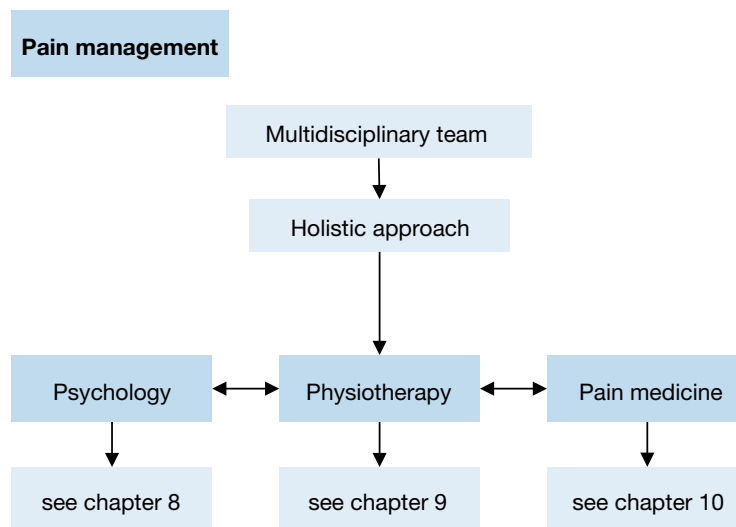 Pain management
Multidisciplinary team
Holistic approach
Psychology
Physiotherapy
Pain medicine
see chapter 8
see chapter 9
see chapter 10